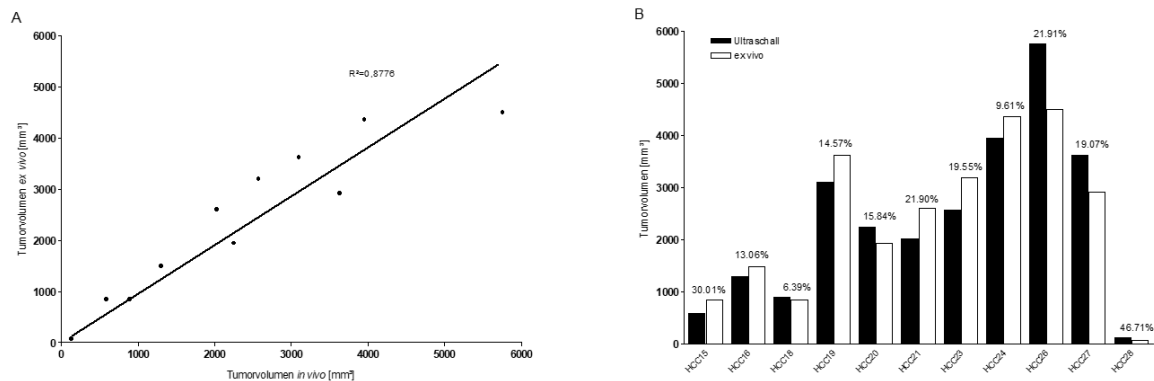 A
6000
5000
4000
3000
2000
1000
0
Tumorvolumen ex vivo [mm³]
R²=0,8776
0 1000 2000 3000 4000 5000 6000
Tumorvolumen in vivo [mm³]
B
Ultraschall
ex vivo
6000
5000
4000
3000
2000
1000
0
Tumorvolumen [mm³]
30.01%
13.06%
6.39%
14.57%
15.84%
21.90%
19.55%
9.61%
21.91%
19.07%
46.71%
HCC15 HCC16 HCC18 HCC19 HCC20 HCC21 HCC23 HCC24 HCC26 HCC27 HCC28